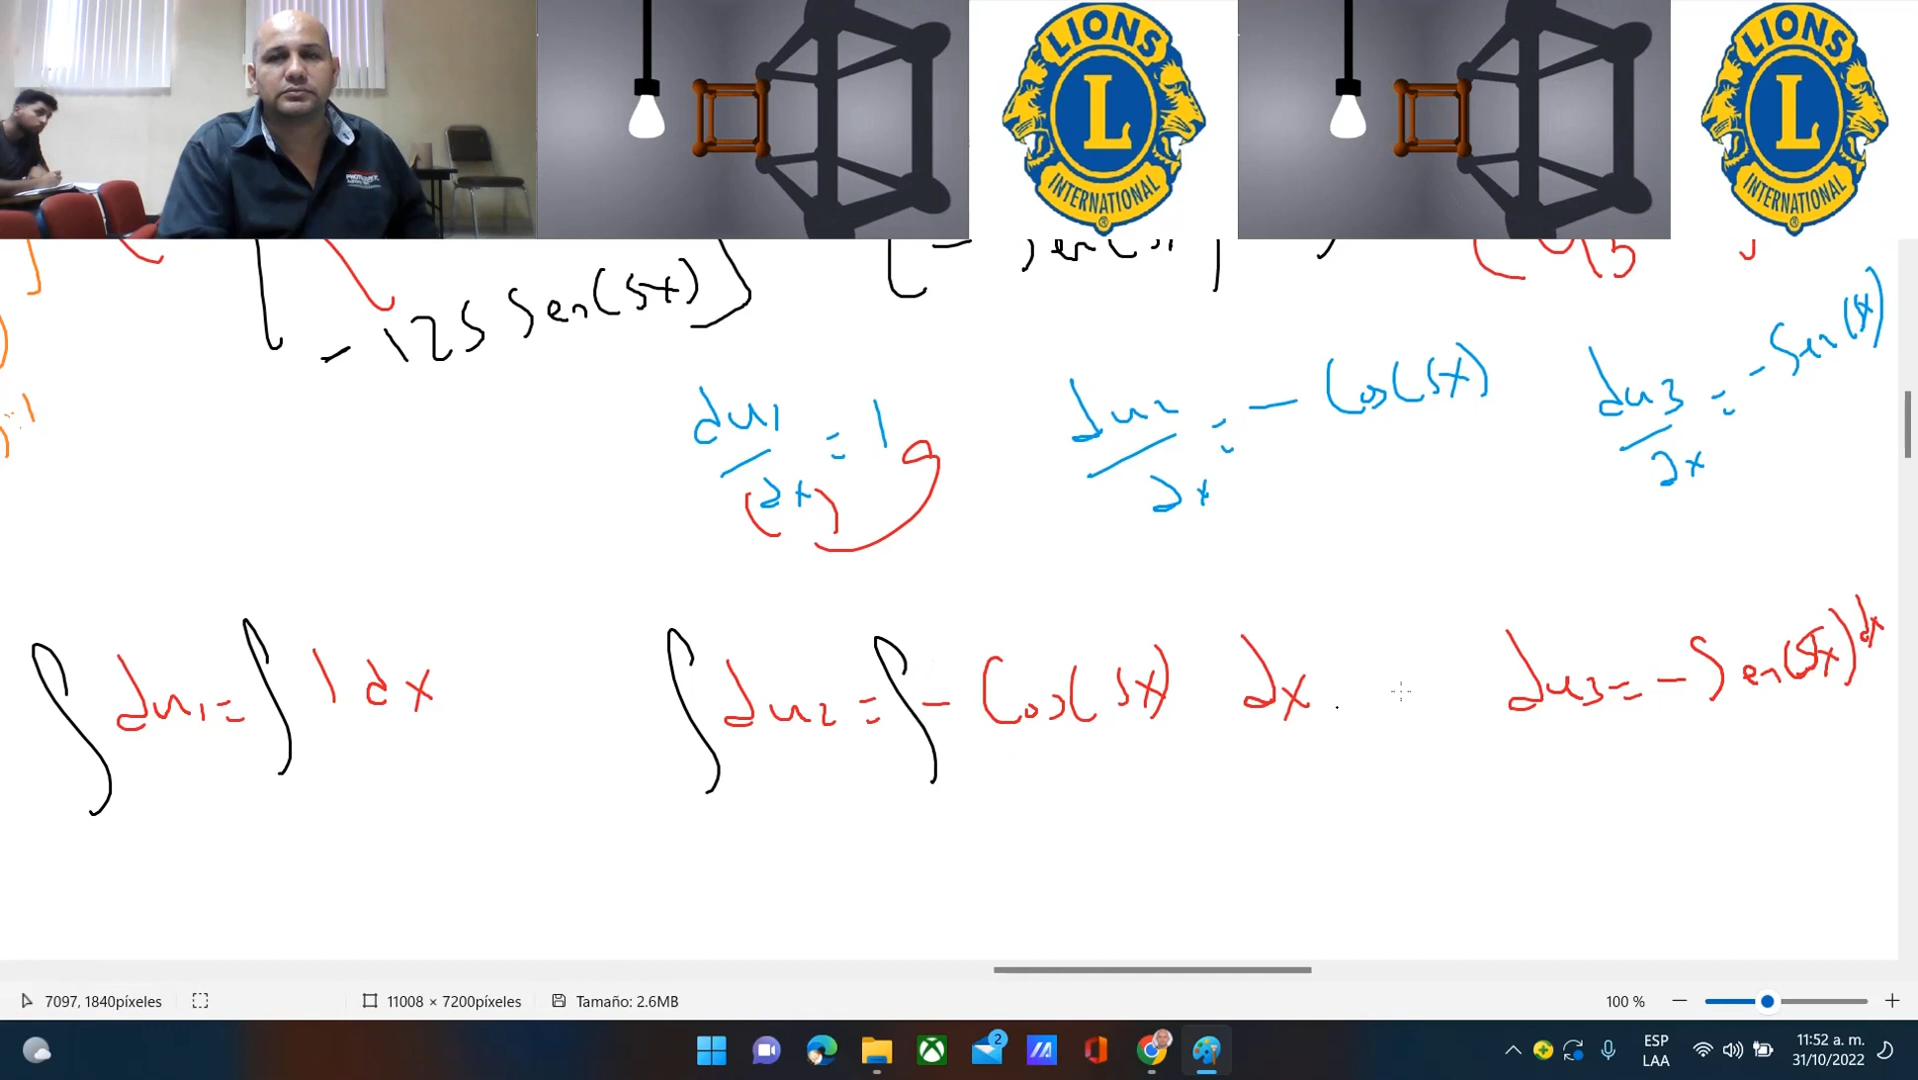 LIONS
L
INTERNATIONAL
®
LIONS
L
INTERNATIONAL
®
- 125 Sen(5x)
du1/dx = 1
du2/dx = - Cos(5x)
du3/dx = - Sen(5x)
∫ du1 = ∫ 1 dx
∫ du2 = ∫ - Cos(5x) dx .
du3 = - Sen(5x) dx
7097, 1840píxeles
11008 × 7200píxeles
Tamaño: 2.6MB
100 %
2
ESP
LAA
11:52 a. m.
31/10/2022